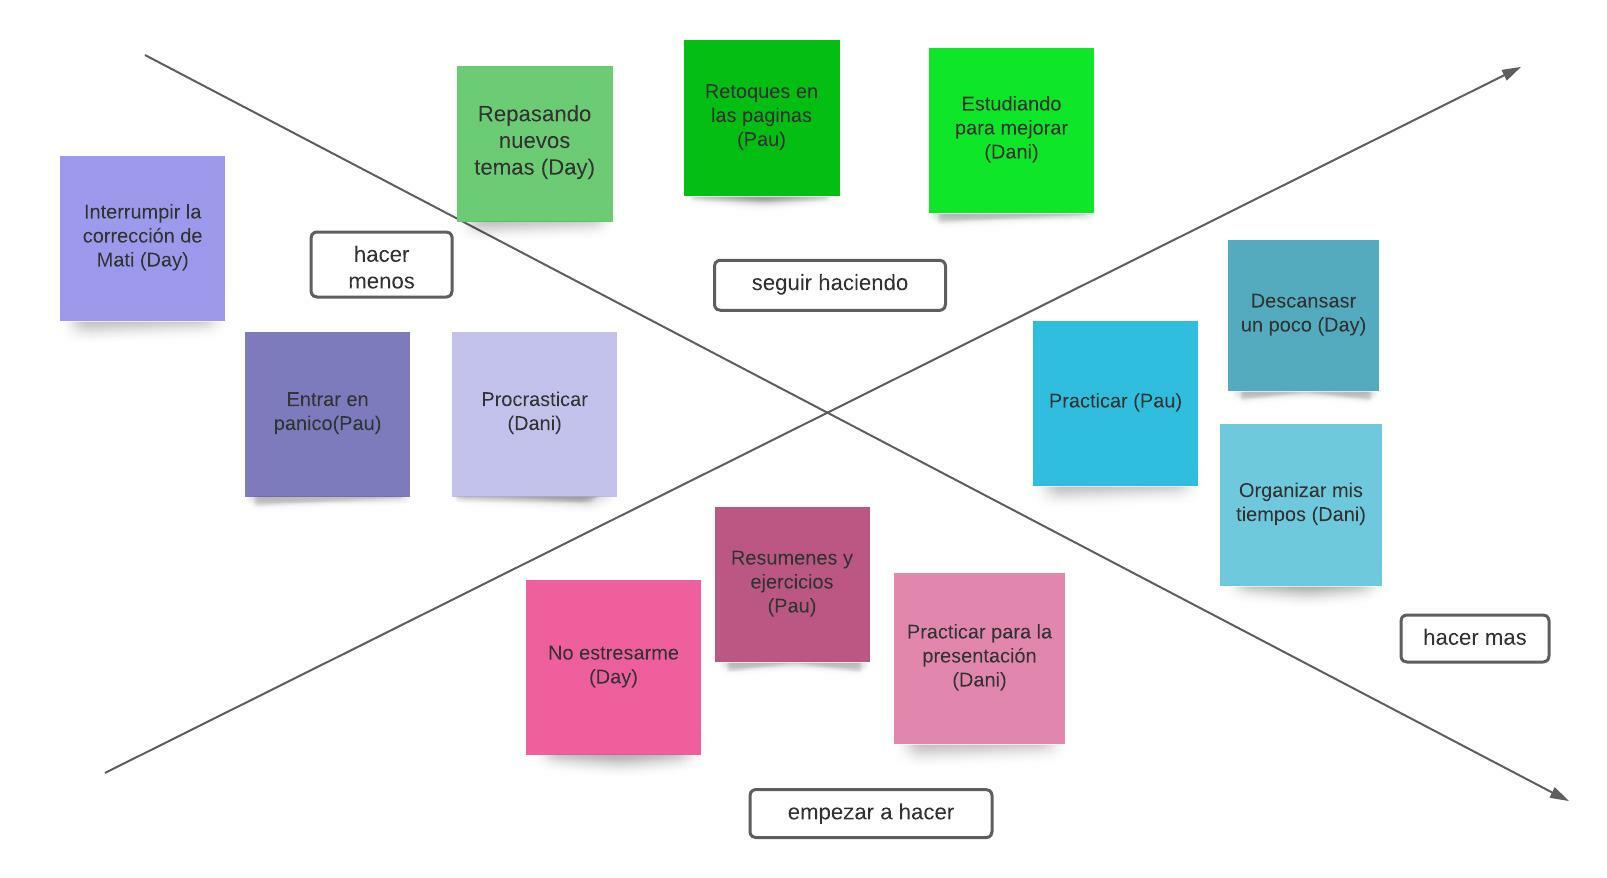 Repasando
nuevos
temas (Day)
Retoques en
las paginas
(Pau)
Estudiando
para mejorar
(Dani)
seguir haciendo
Interrumpir la
corrección de
Mati (Day)
hacer
menos
Entrar en
panico(Pau)
Procrasticar
(Dani)
Descansasr
un poco (Day)
Practicar (Pau)
Organizar mis
tiempos (Dani)
hacer mas
No estresarme
(Day)
Resumenes y
ejercicios
(Pau)
Practicar para la
presentación
(Dani)
empezar a hacer